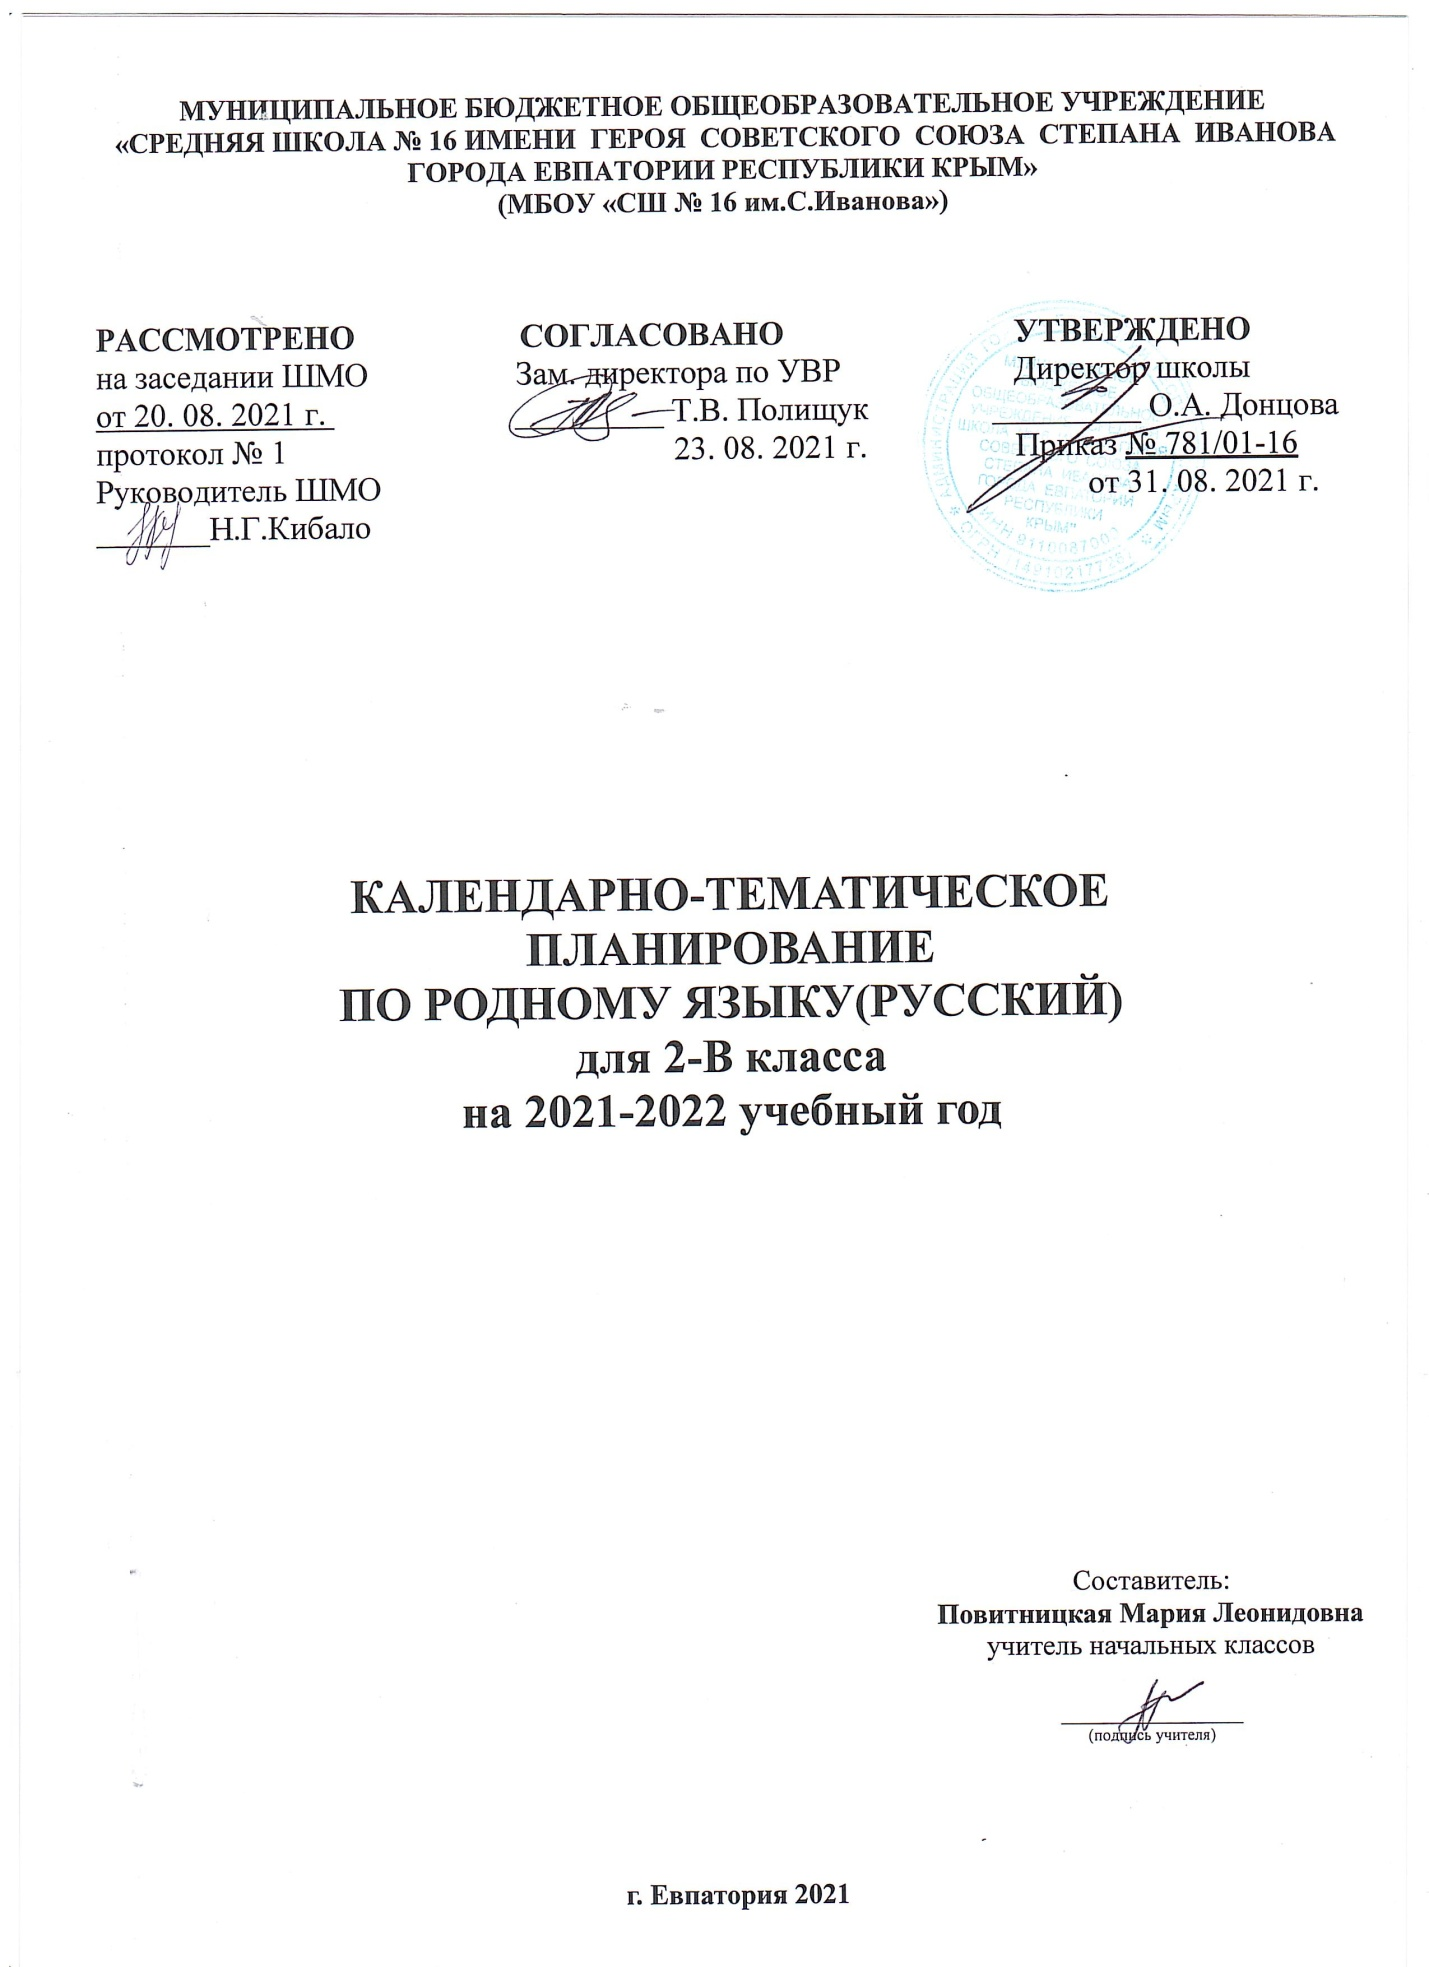 МУНИЦИПАЛЬНОЕ БЮДЖЕТНОЕ ОБЩЕОБРАЗОВАТЕЛЬНОЕ УЧРЕЖДЕНИЕ
«СРЕДНЯЯ ШКОЛА № 16 ИМЕНИ ГЕРОЯ СОВЕТСКОГО СОЮЗА СТЕПАНА ИВАНОВА
ГОРОДА ЕВПАТОРИИ РЕСПУБЛИКИ КРЫМ»
(МБОУ «СШ № 16 им.С.Иванова»)
РАССМОТРЕНО
на заседании ШМО
от 20. 08. 2021 г.
протокол № 1
Руководитель ШМО
Н.Г.Кибало
СОГЛАСОВАНО
Зам. директора по УВР
Т.В. Полищук
23. 08. 2021 г.
УТВЕРЖДЕНО
Директор школы
О.А. Донцова
Приказ № 781/01-16
от 31. 08. 2021 г.
ГОРОДА ЕВПАТОРИИ
РЕСПУБЛИКИ
КРЫМ"
КАЛЕНДАРНО-ТЕМАТИЧЕСКОЕ
ПЛАНИРОВАНИЕ
ПО РОДНОМУ ЯЗЫКУ(РУССКИЙ)
для 2-В класса
на 2021-2022 учебный год
Составитель:
Повитницкая Мария Леонидовна
учитель начальных классов
(подпись учителя)
г. Евпатория 2021